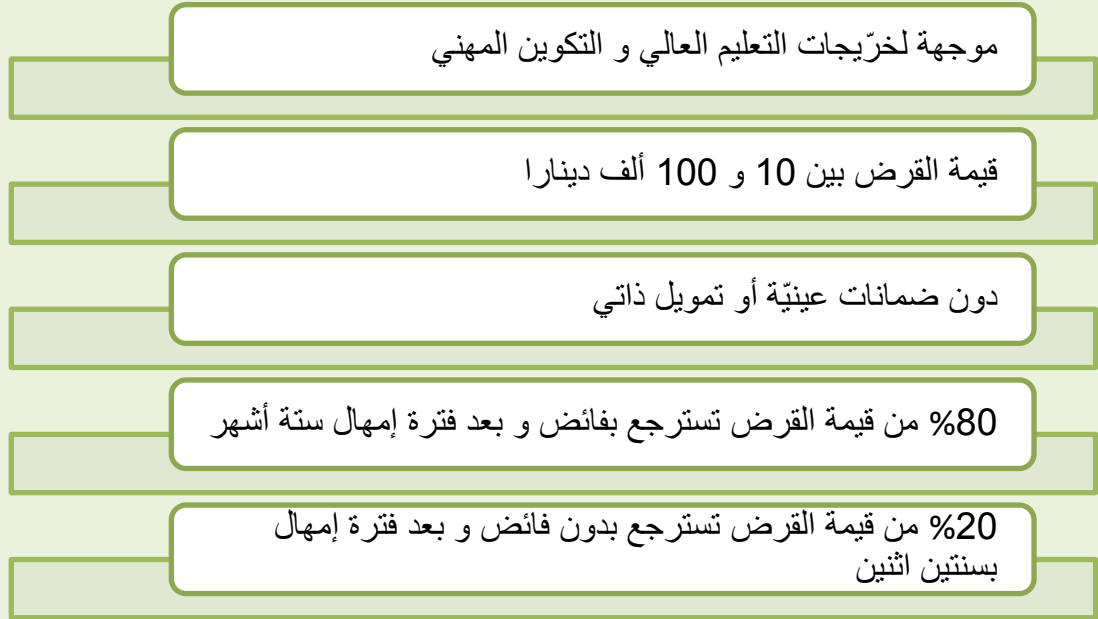 موجهة لخرّيجات التعليم العالي و التكوين المهني
قيمة القرض بين 10 و 100 ألف دينارا
دون ضمانات عينيّة أو تمويل ذاتي
80% من قيمة القرض تسترجع بفائض و بعد فترة إمهال ستة أشهر
20% من قيمة القرض تسترجع بدون فائض و بعد فترة إمهال
بسنتين اثنين